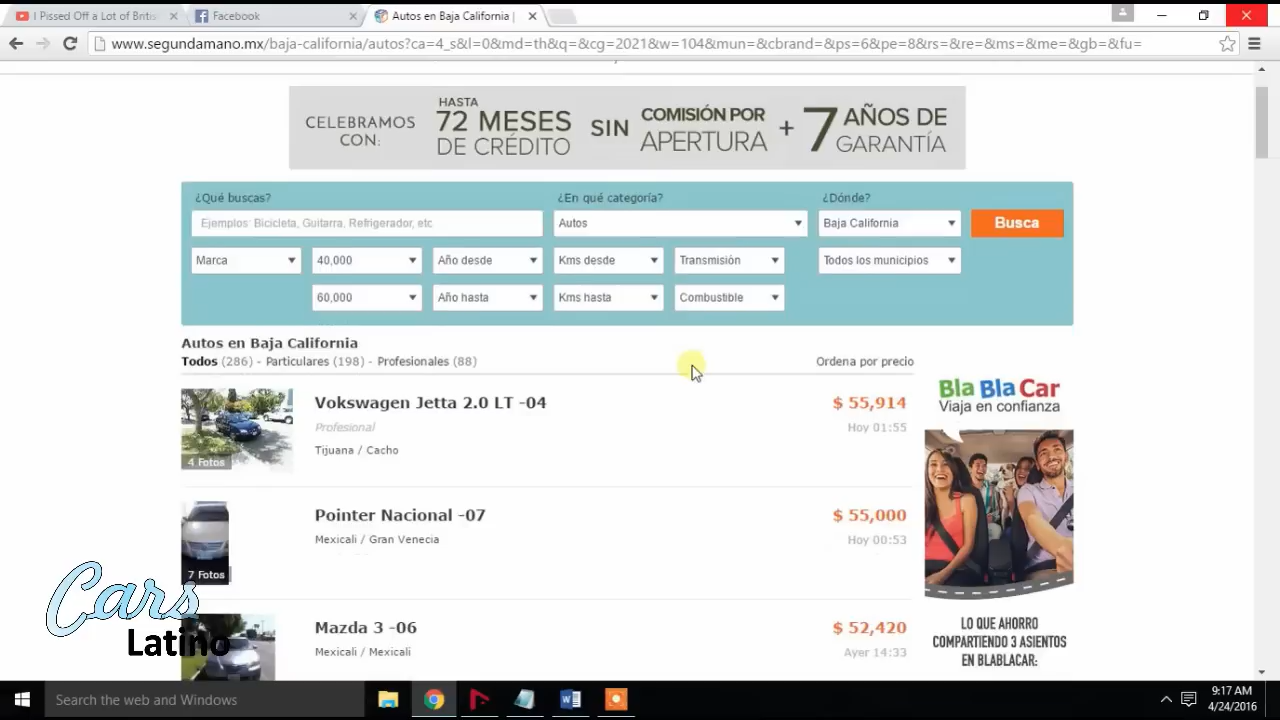 I Pissed Off a Lot of Britis
Facebook
Autos en Baja California |
www.segundamano.mx/baja-california/autos?ca=4_s&l=0&md=th&q=&cg=2021&w=104&mun=&cbrand=&ps=6&pe=8&rs=&re=&ms=&me=&gb=&fu=
CELEBRAMOS CON:
HASTA
72 MESES
DE CRÉDITO
SIN
COMISIÓN POR
APERTURA
+
7
AÑOS DE
GARANTÍA
¿Qué buscas? ¿En qué categoría? ¿Dónde?
Ejemplos: Bicicleta, Guitarra, Refrigerador, etc Autos Baja California Busca
Marca 40,000 Año desde Kms desde Transmisión Todos los municipios
60,000 Año hasta Kms hasta Combustible
Autos en Baja California
Todos (286) - Particulares (198) - Profesionales (88) Ordena por precio
Vokswagen Jetta 2.0 LT -04 $ 55,914
Profesional Hoy 01:55
Tijuana / Cacho
4 Fotos
Pointer Nacional -07 $ 55,000
Mexicali / Gran Venecia Hoy 00:53
7 Fotos
Mazda 3 -06 $ 52,420
Mexicali / Mexicali Ayer 14:33
Bla Bla Car
Viaja en confianza
LO QUE AHORRO
COMPARTIENDO 3 ASIENTOS
EN BLABLACAR:
Cars
Latino
Search the web and Windows
9:17 AM
4/24/2016